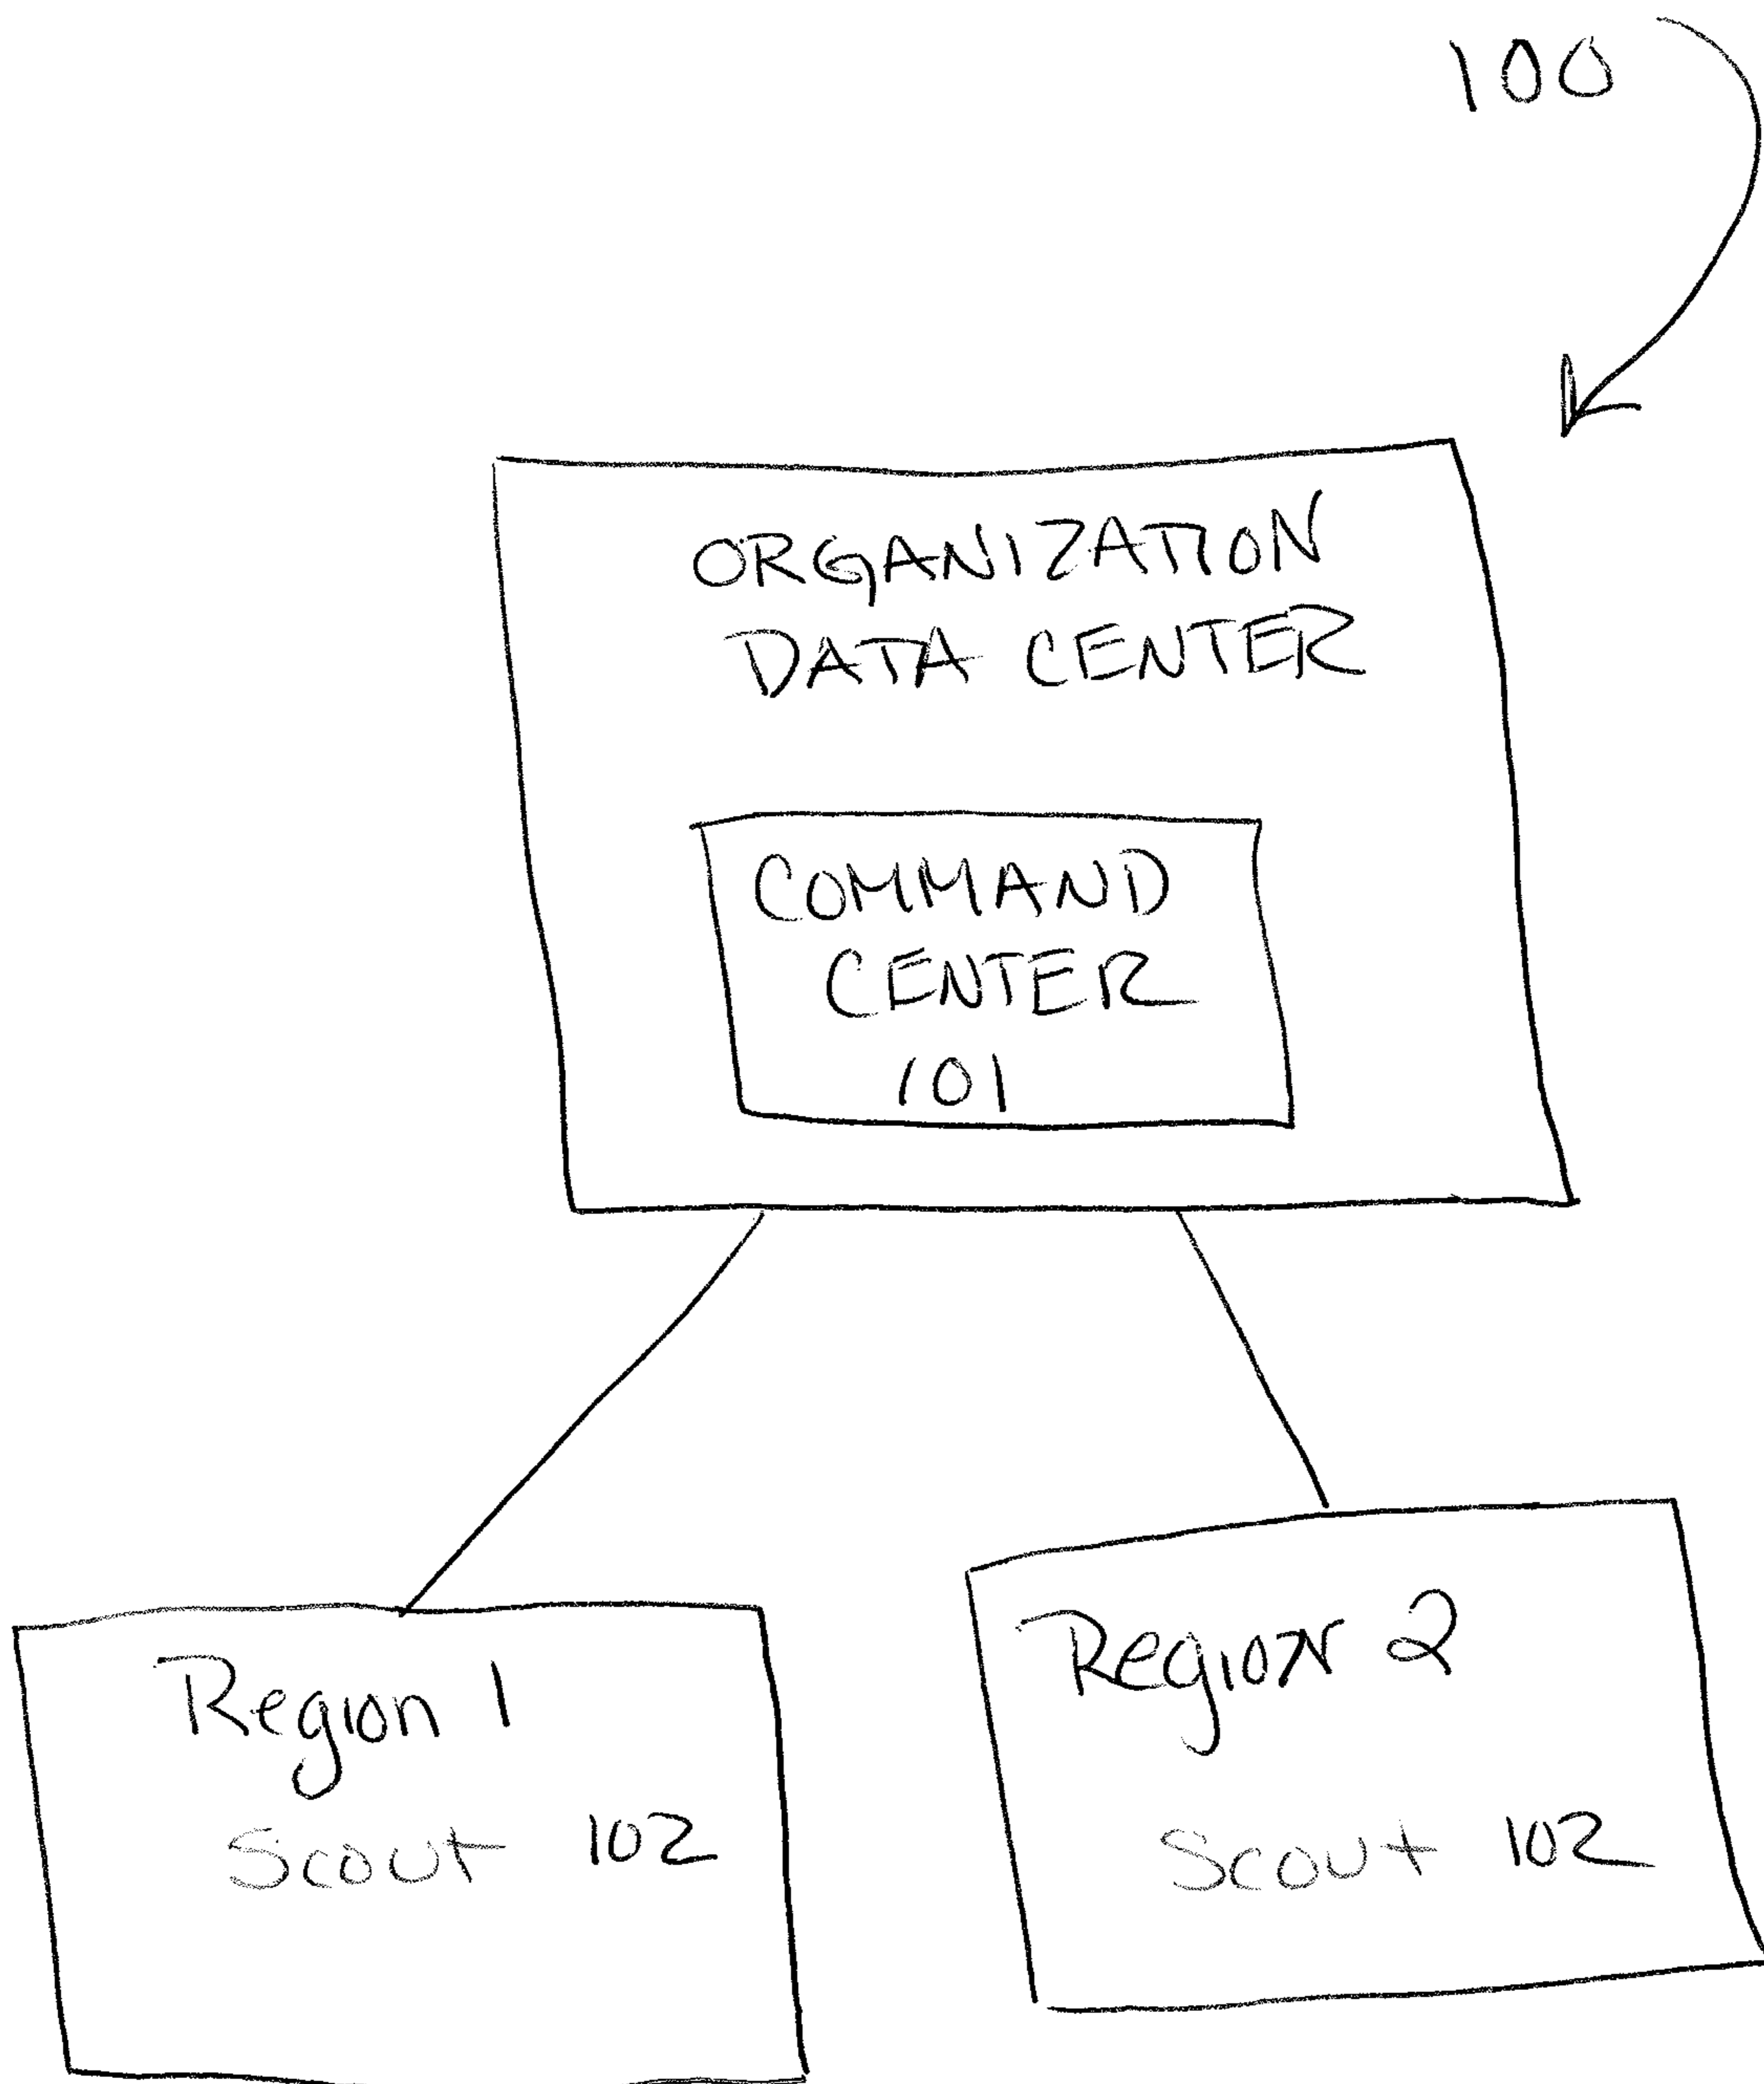 100
ORGANIZATION
DATA CENTER
COMMAND
CENTER
101
Region 1
Scout 102
Region 2
Scout 102